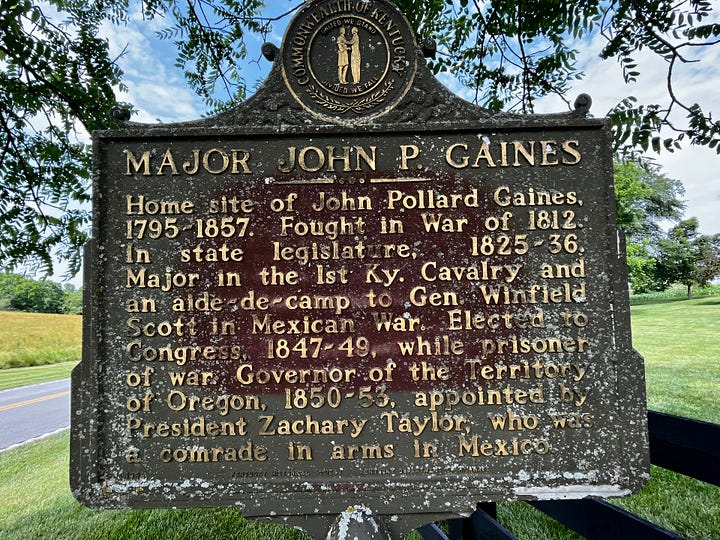 COMMONWEALTH OF KENTUCKY
UNITED WE STAND
DIVIDED WE FALL
MAJOR JOHN P. GAINES
Home site of John Pollard Gaines,
1795-1857. Fought in War of 1812.
In state legislature, 1825-36.
Major in the 1st Ky. Cavalry and
an aide-de-camp to Gen. Winfield
Scott in Mexican War. Elected to
Congress, 1847-49, while prisoner
of war. Governor of the Territory
of Oregon, 1850-53, appointed by
President Zachary Taylor, who was
a comrade in arms in Mexico.
KENTUCKY HISTORICAL KENTUCKY